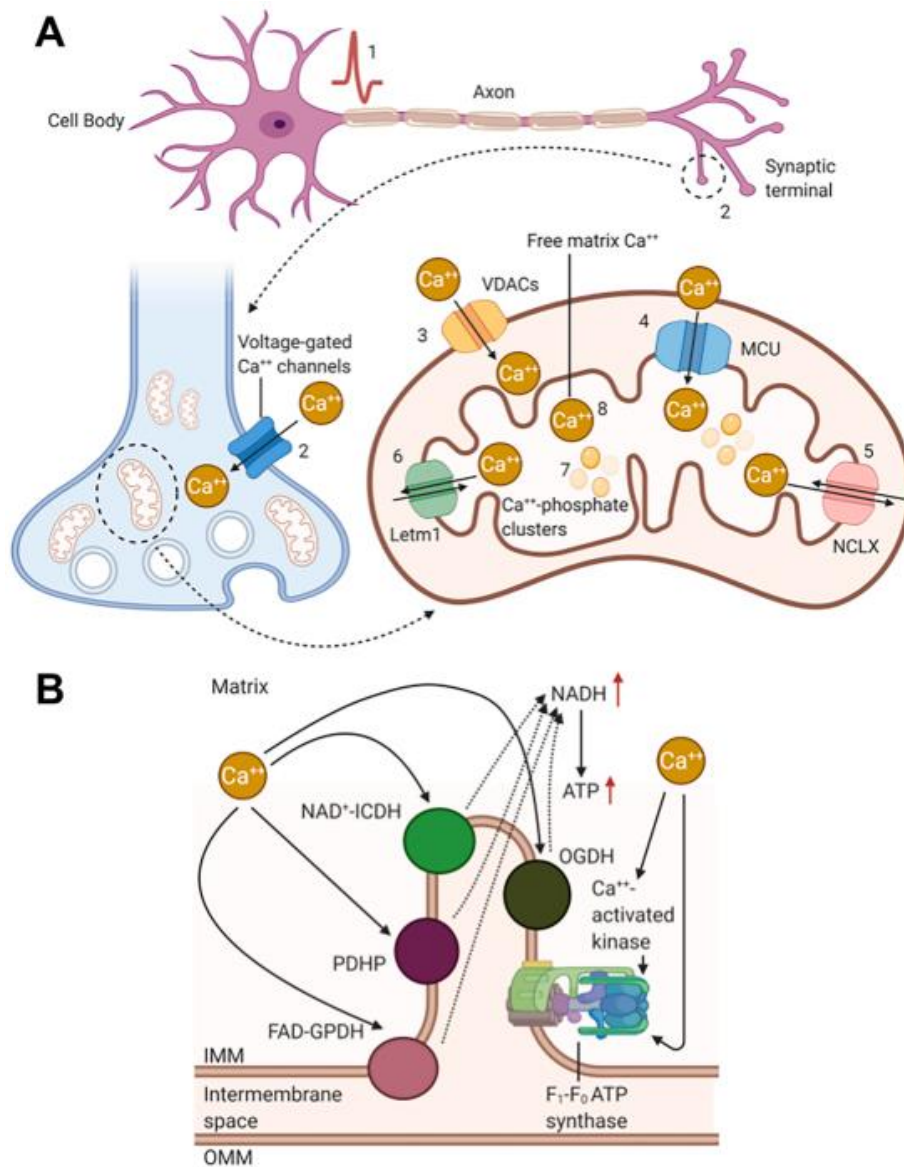 A
1
Axon
Cell Body
Synaptic
terminal
2
Free matrix Ca⁺⁺
Ca⁺⁺
VDACs
Ca⁺⁺
3
4
MCU
Voltage-gated
Ca⁺⁺ channels
Ca⁺⁺
2
Ca⁺⁺
Ca⁺⁺
Ca⁺⁺
8
Ca⁺⁺
6
Ca⁺⁺
7
5
Ca⁺⁺
Letm1
Ca⁺⁺-phosphate
clusters
NCLX
B
Matrix
NADH
Ca⁺⁺
Ca⁺⁺
ATP
NAD⁺-ICDH
OGDH
Ca⁺⁺-
activated
kinase
PDHP
FAD-GPDH
IMM
Intermembrane
space
F₁-F₀ ATP
synthase
OMM